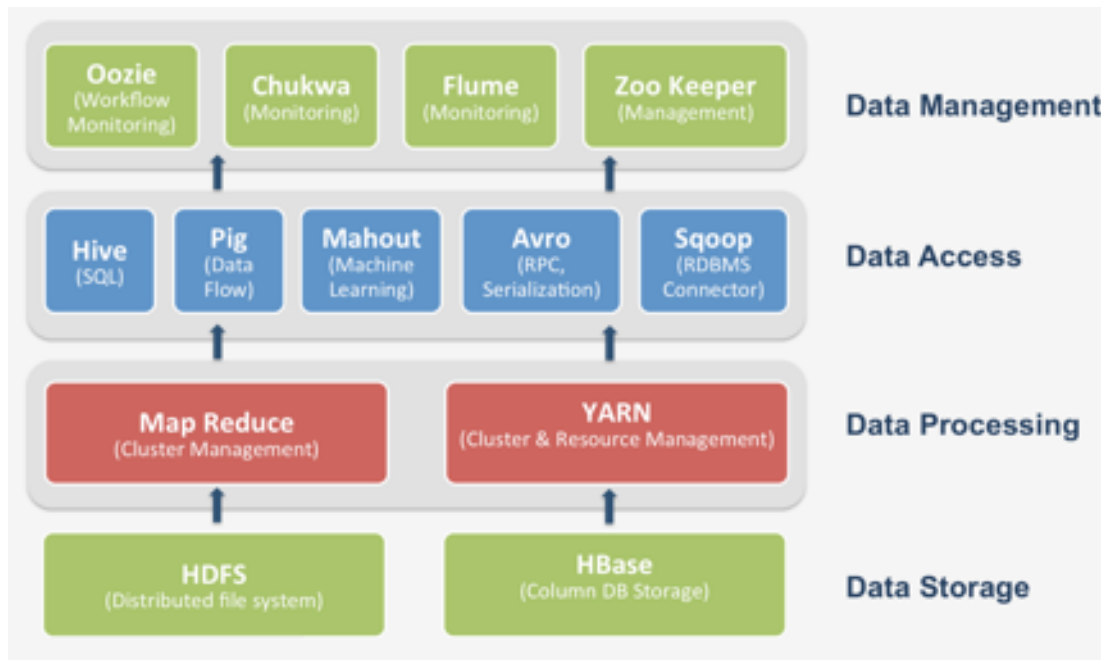 Oozie
(Workflow
Monitoring)
Chukwa
(Monitoring)
Flume
(Monitoring)
Zoo Keeper
(Management)
Data Management
Hive
(SQL)
Pig
(Data
Flow)
Mahout
(Machine
Learning)
Avro
(RPC,
Serialization)
Sqoop
(RDBMS
Connector)
Data Access
Map Reduce
(Cluster Management)
YARN
(Cluster & Resource Management)
Data Processing
HDFS
(Distributed file system)
HBase
(Column DB Storage)
Data Storage